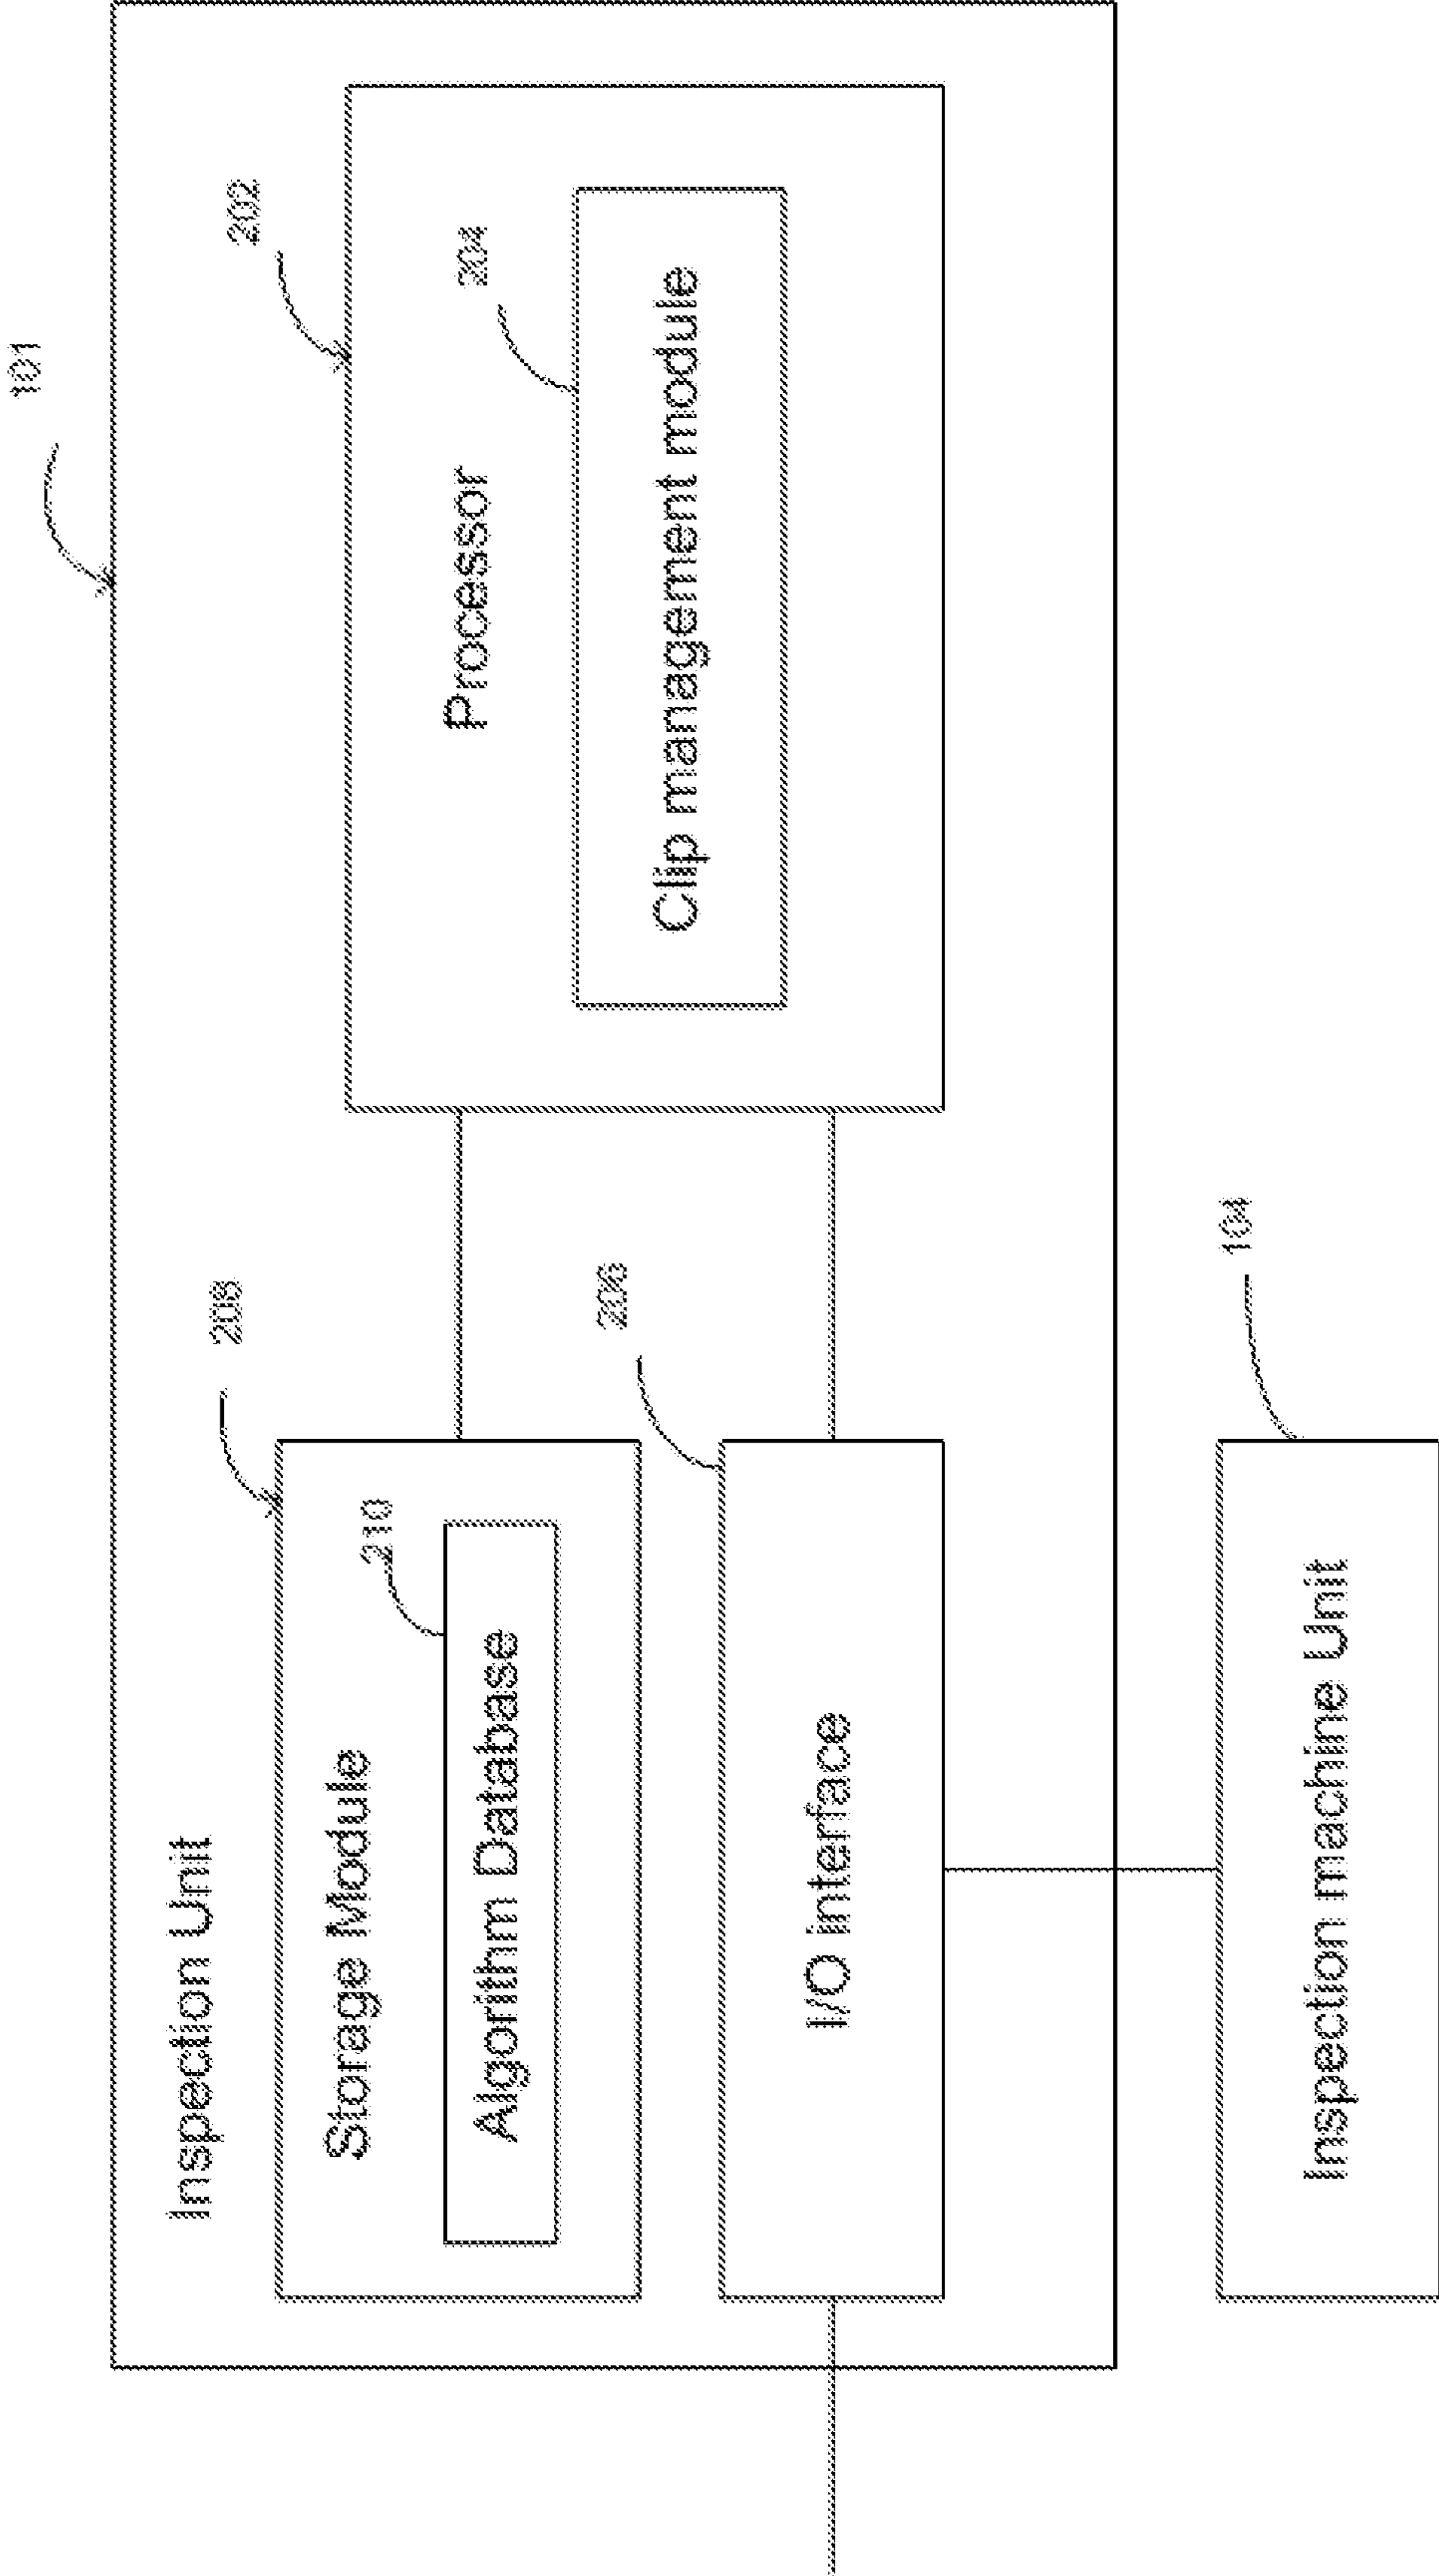 101
Inspection Unit
202
208
Storage Module
Processor
210
204
Algorithm Database
Clip management module
206
I/O interface
104
Inspection machine Unit